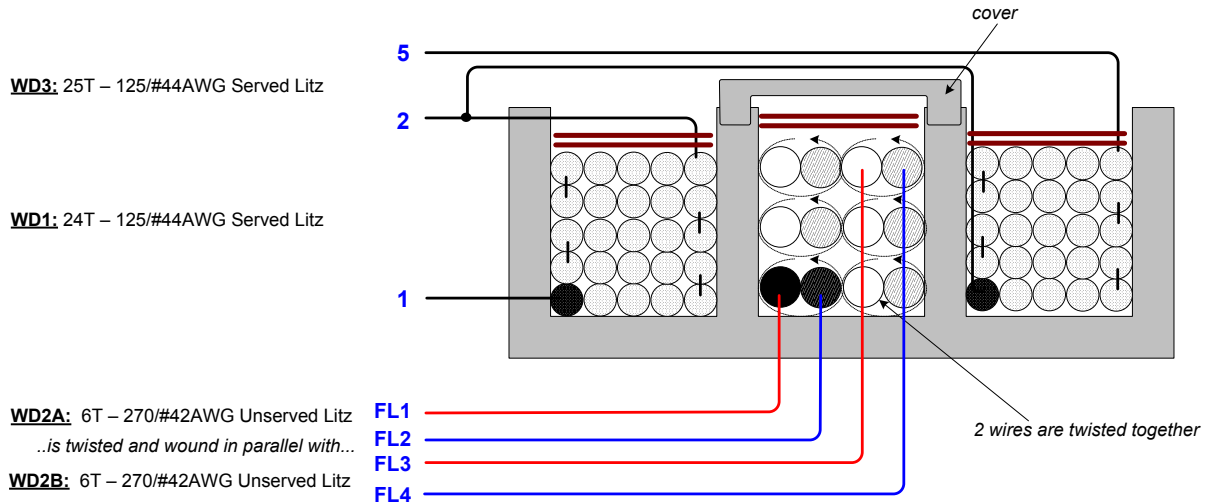 cover
5
WD3: 25T – 125/#44AWG Served Litz
2
WD1: 24T – 125/#44AWG Served Litz
1
WD2A: 6T – 270/#42AWG Unserved Litz
FL1
..is twisted and wound in parallel with...
FL2
2 wires are twisted together
FL3
WD2B: 6T – 270/#42AWG Unserved Litz
FL4